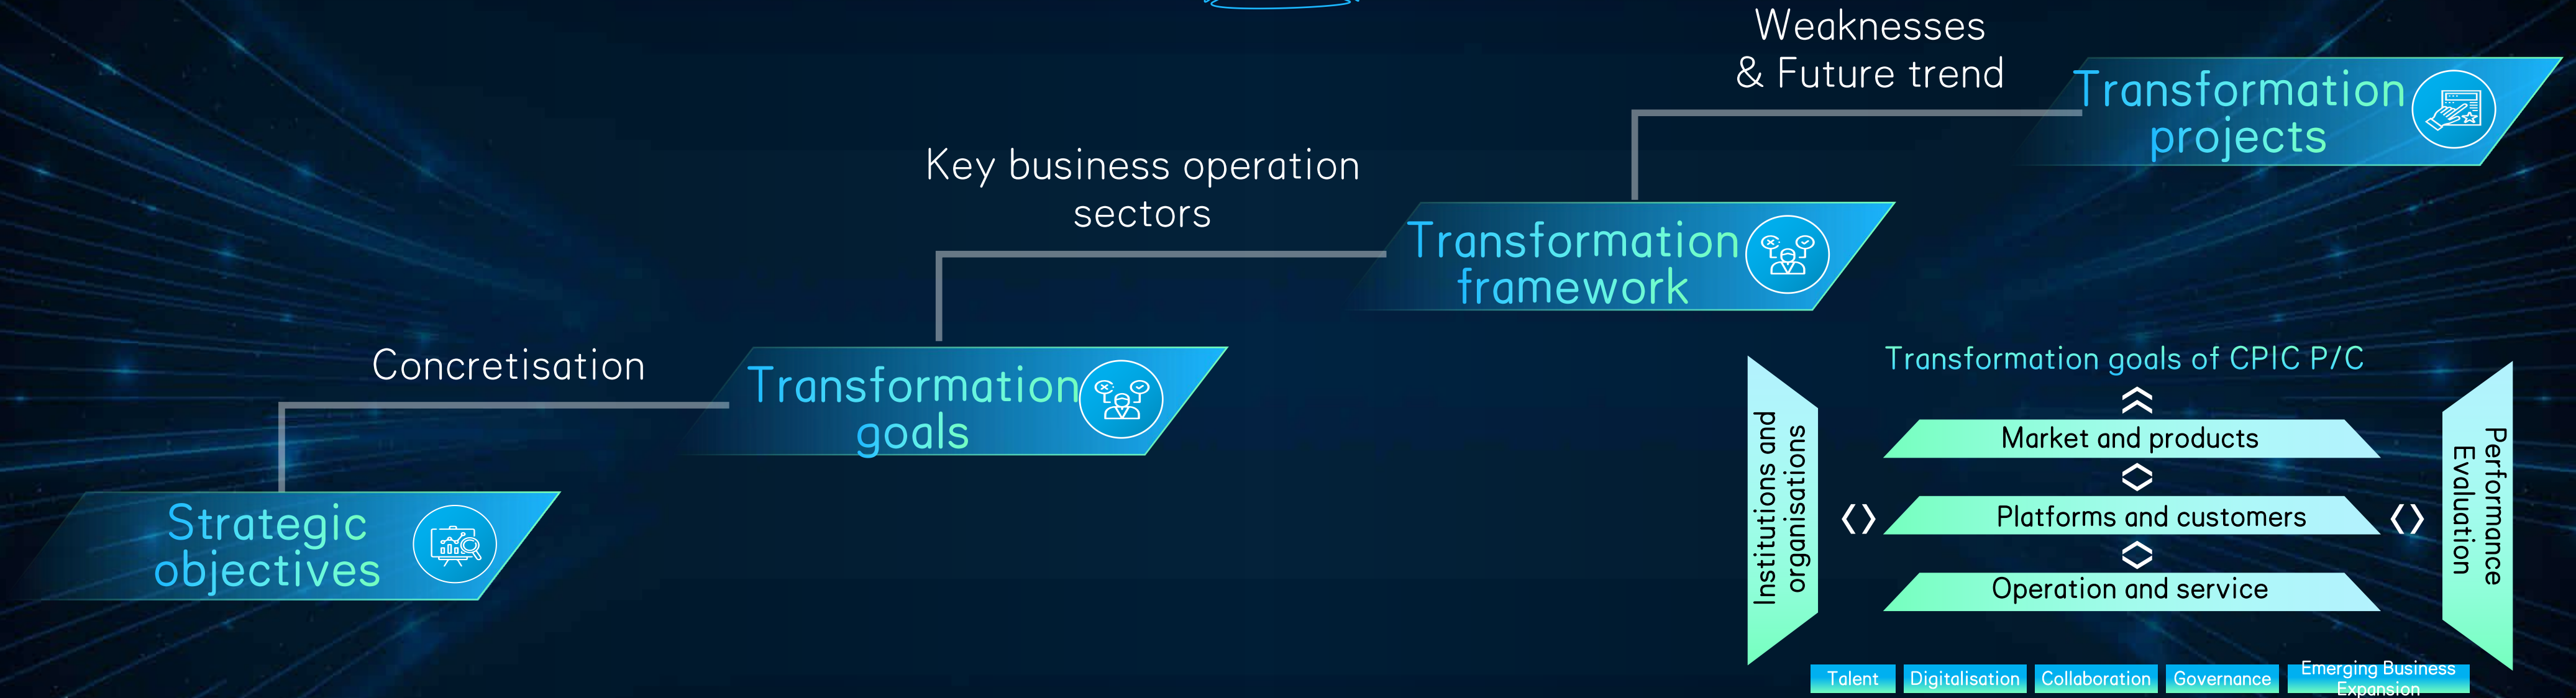 Weaknesses
& Future trend
Transformation
projects
Key business operation
sectors
Transformation
framework
Concretisation
Transformation
goals
Strategic
objectives
Transformation goals of CPIC P/C
Institutions and
organisations
Market and products
Platforms and customers
Operation and service
Performance
Evaluation
Talent
Digitalisation
Collaboration
Governance
Emerging Business
Expansion